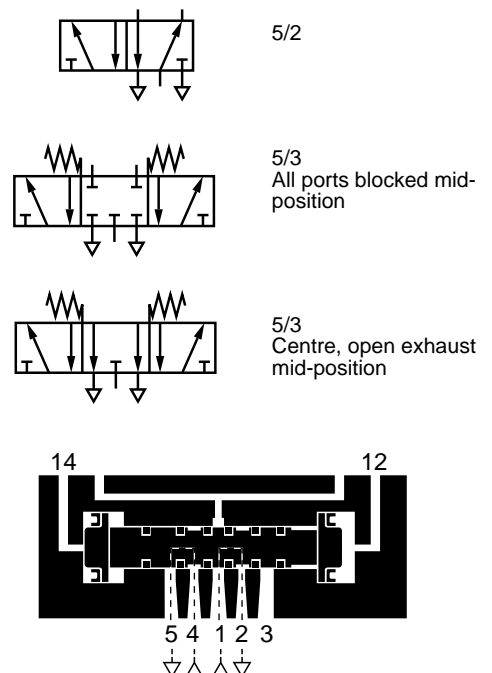 5/2
5/3
All ports blocked mid-
position
5/3
Centre, open exhaust
mid-position
14 12
5 4 1 2 3